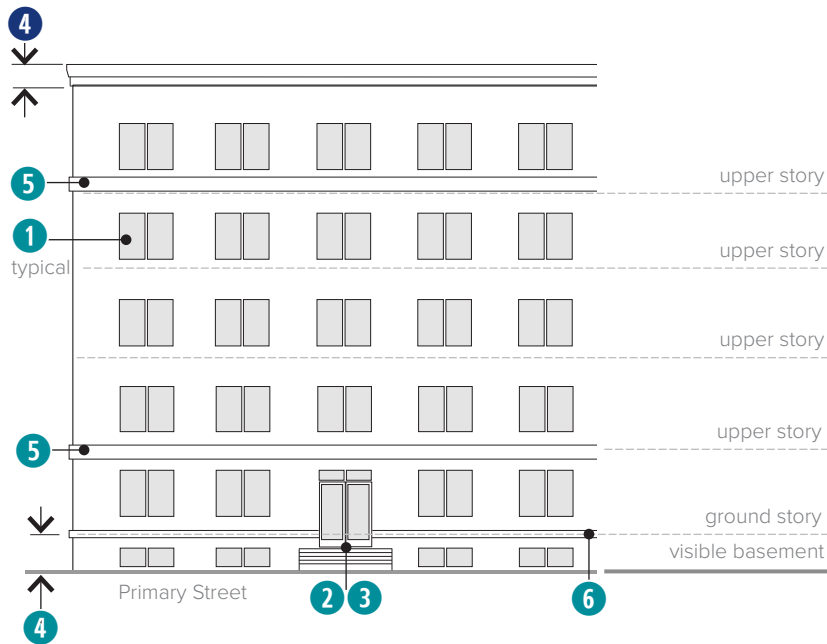 4
upper story
5
1
typical
upper story
upper story
upper story
5
ground story
visible basement
Primary Street
2 3
6
4